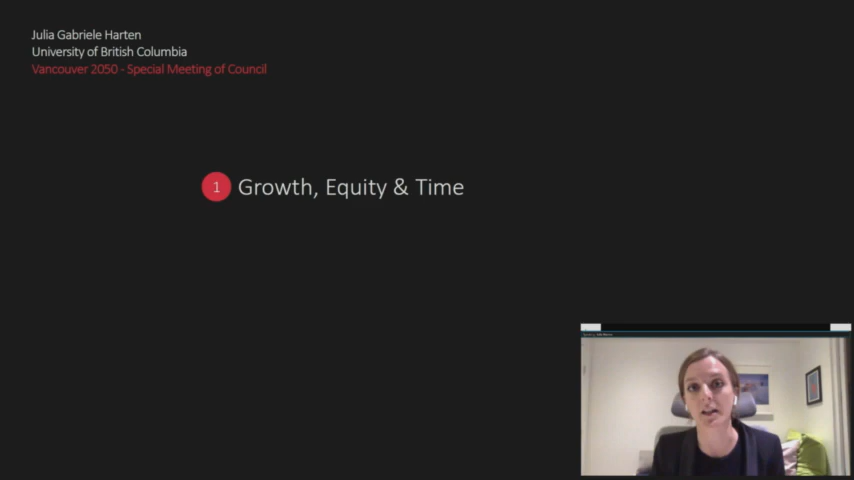 Julia Gabriele Harten
University of British Columbia
Vancouver 2050 - Special Meeting of Council
1 Growth, Equity & Time